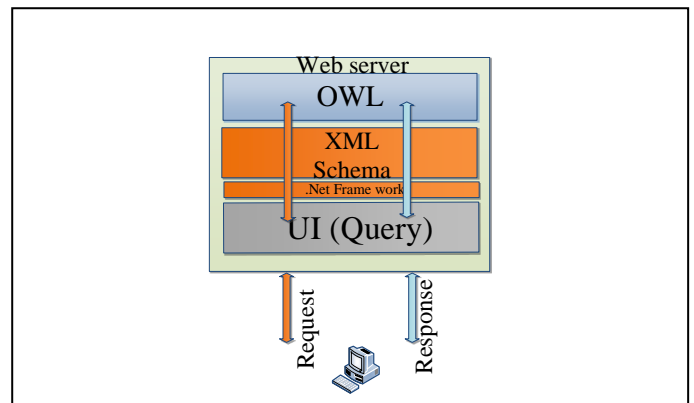 Web server
OWL
XML
Schema
.Net Frame work
UI (Query)
Request
Response